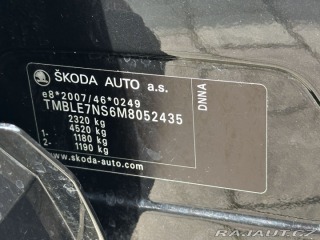 ŠKODA AUTO a.s.
e8*2007/46*0249
TMBLE7NS6M8052435
2320 kg
4520 kg
1- 1180 kg
2- 1190 kg
www.skoda-auto.com
DNNA
SAUTO.CZ